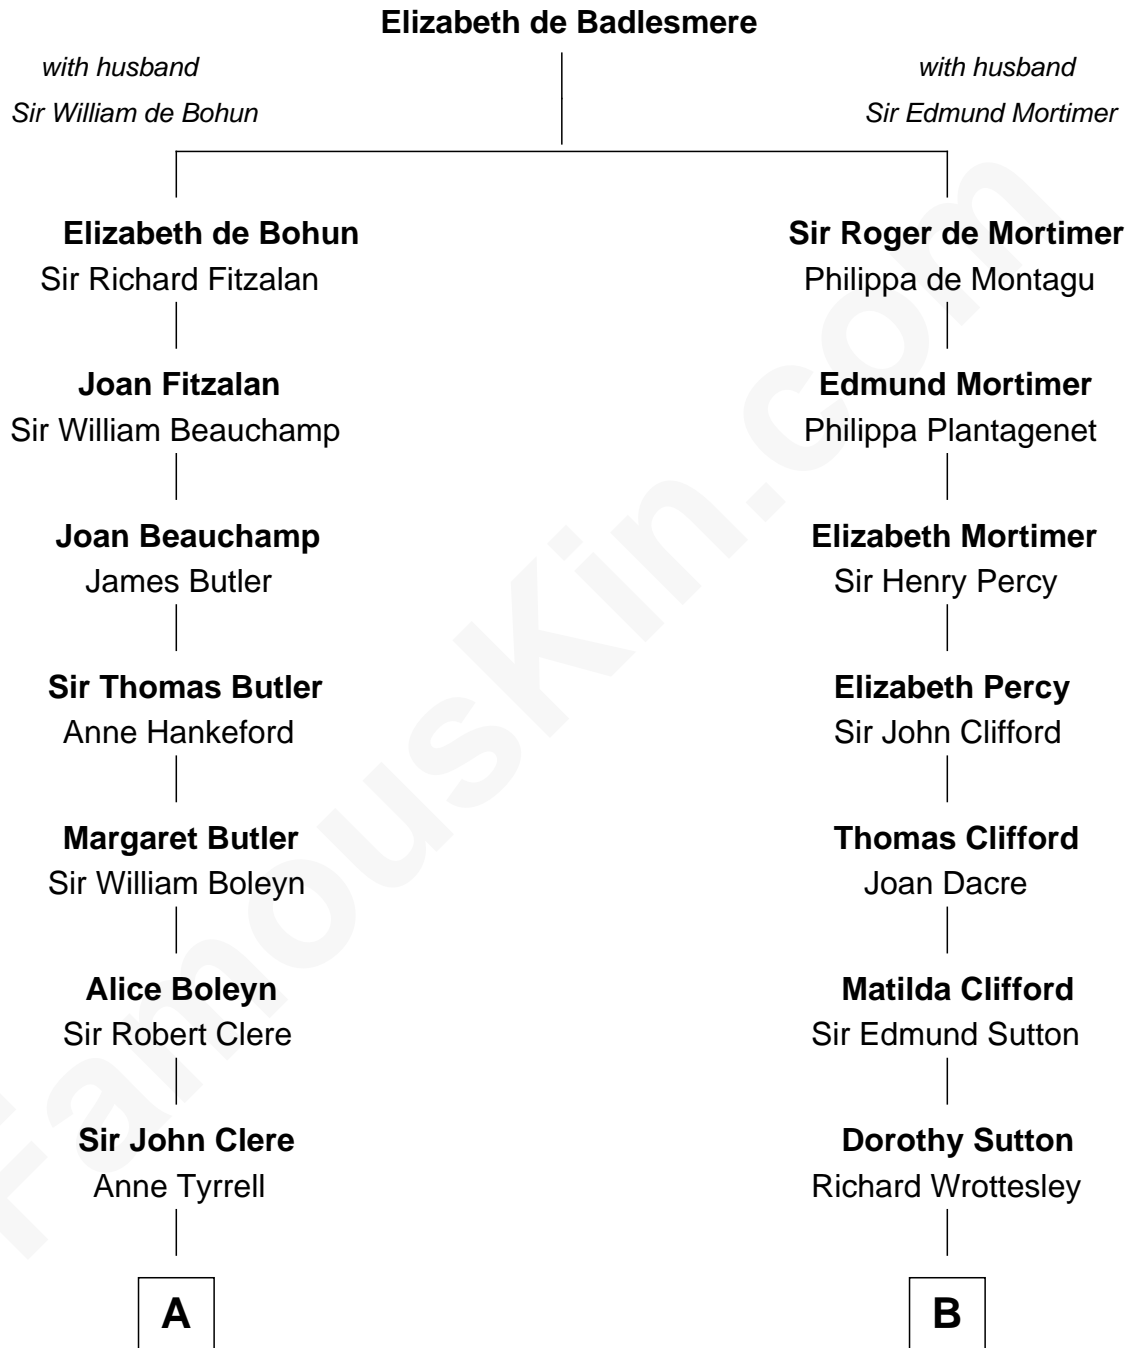 Elizabeth de Badlesmere
with husband
Sir William de Bohun
with husband
Sir Edmund Mortimer
Elizabeth de Bohun
Sir Richard Fitzalan
Sir Roger de Mortimer
Philippa de Montagu
Joan Fitzalan
Sir William Beauchamp
Edmund Mortimer
Philippa Plantagenet
Joan Beauchamp
James Butler
Elizabeth Mortimer
Sir Henry Percy
Sir Thomas Butler
Anne Hankeford
Elizabeth Percy
Sir John Clifford
Margaret Butler
Sir William Boleyn
Thomas Clifford
Joan Dacre
Alice Boleyn
Sir Robert Clere
Matilda Clifford
Sir Edmund Sutton
Sir John Clere
Anne Tyrrell
Dorothy Sutton
Richard Wrottesley
A
B
FamousKin.com